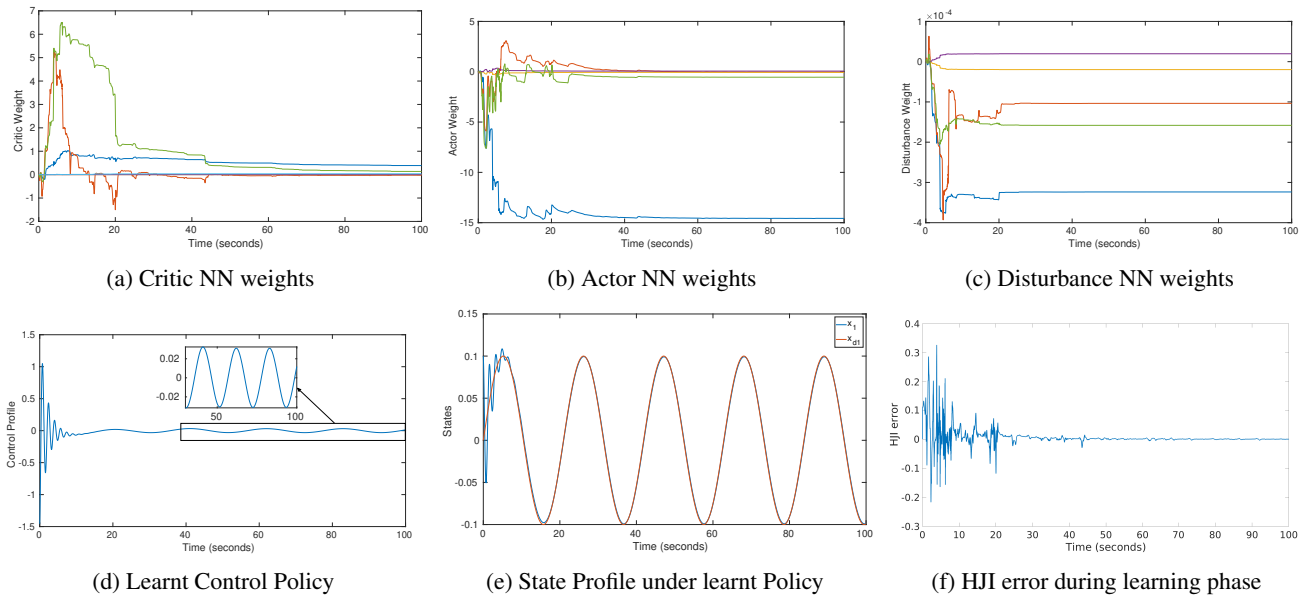 7
6
5
4
3
2
1
0
-1
-2
Critic Weight
0 20 40 60 80 100
Time (seconds)
(a) Critic NN weights
5
0
-5
-10
-15
Actor Weight
0 20 40 60 80 100
Time (seconds)
(b) Actor NN weights
×10^-4
1
0
-1
-2
-3
-4
Disturbance Weight
0 20 40 60 80 100
Time (seconds)
(c) Disturbance NN weights
1.5
1
0.5
0
-0.5
-1
-1.5
Control Profile
0.02
0
-0.02
50 100
0 20 40 60 80 100
Time (seconds)
(d) Learnt Control Policy
0.15
0.1
0.05
0
-0.05
-0.1
States
x1
xd1
0 20 40 60 80 100
Time (seconds)
(e) State Profile under learnt Policy
0.4
0.3
0.2
0.1
0
-0.1
-0.2
-0.3
HJI error
0 10 20 30 40 50 60 70 80 90 100
Time (seconds)
(f) HJI error during learning phase